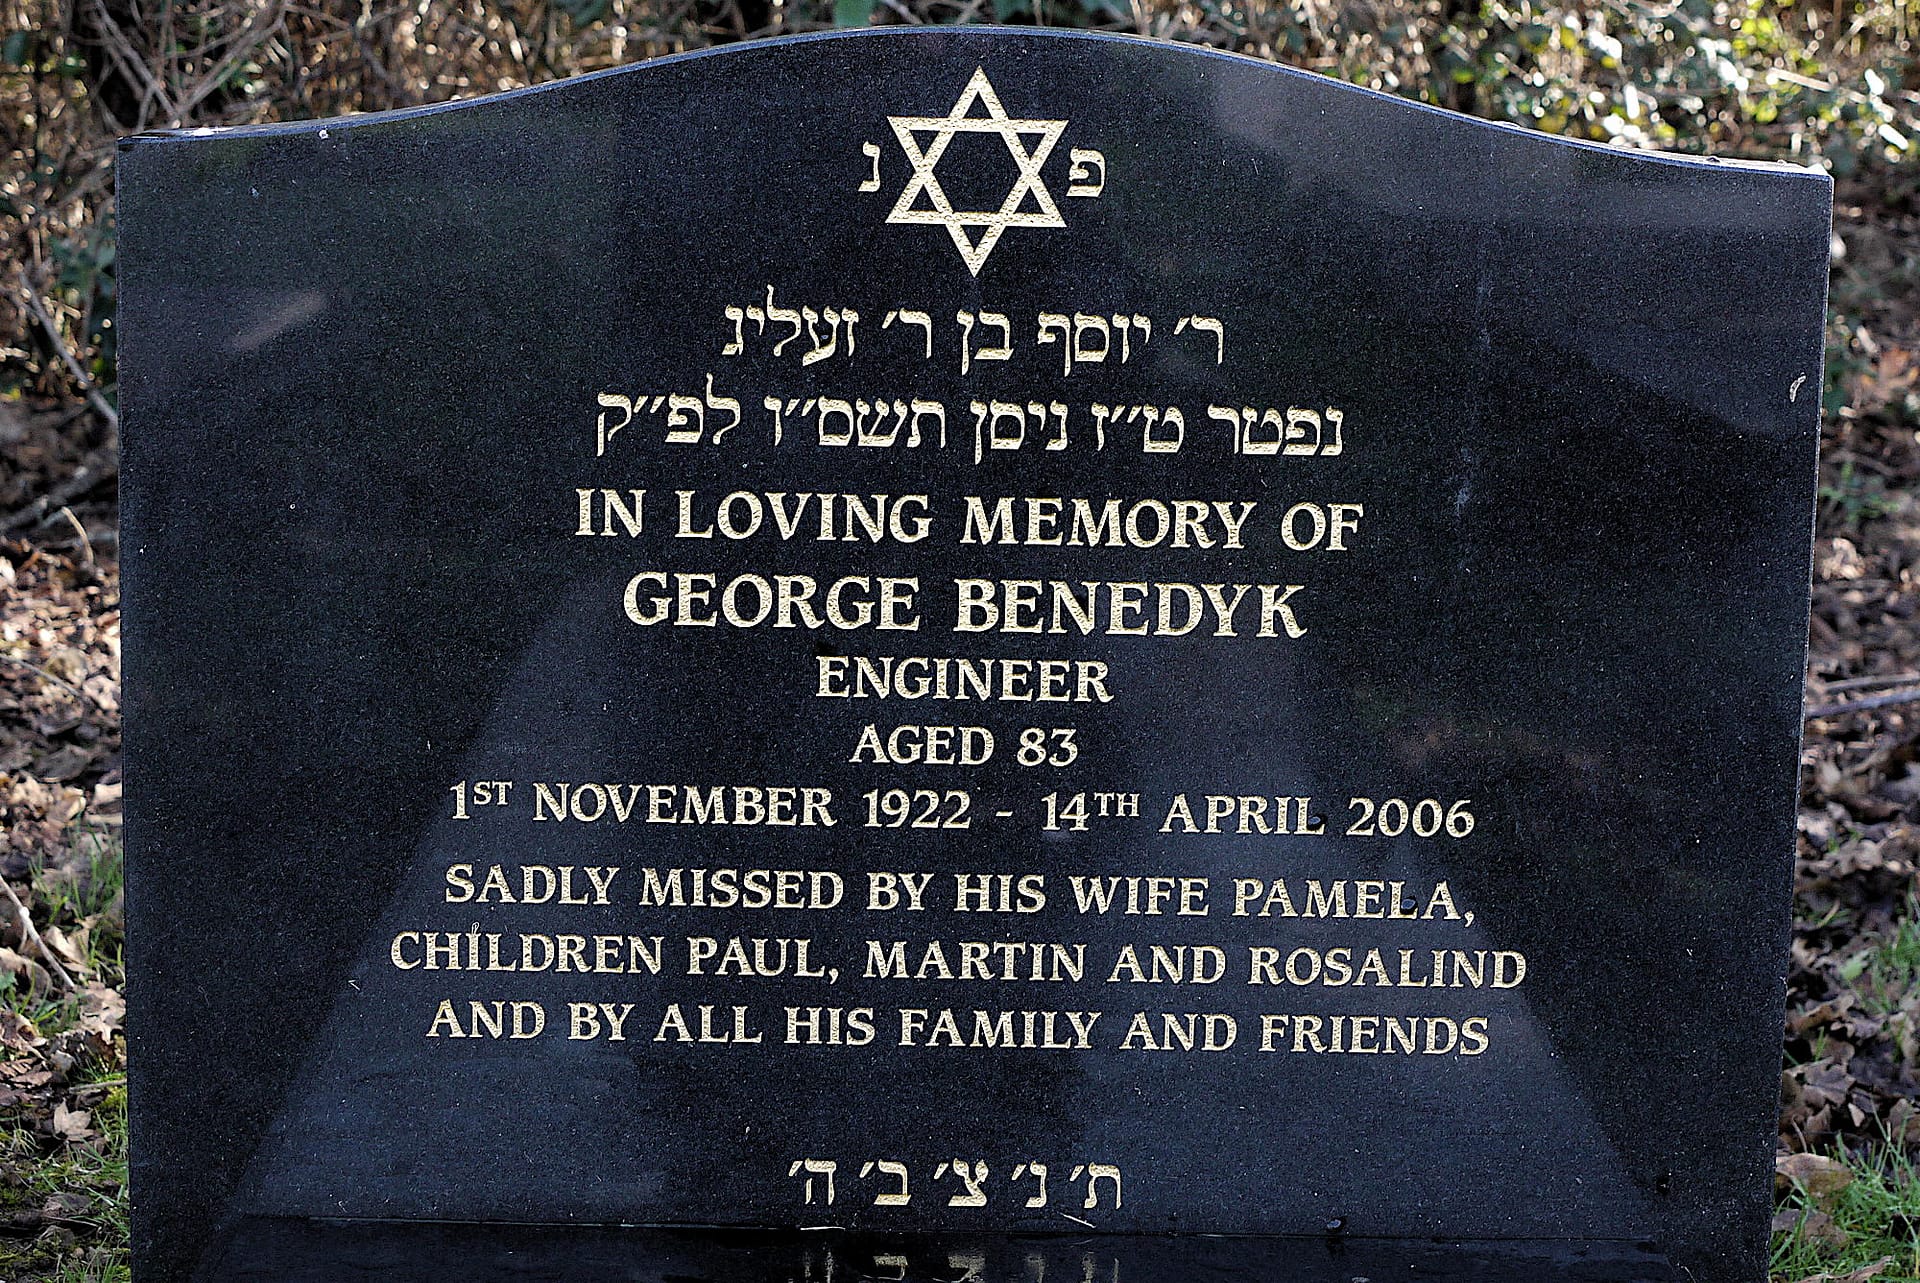 פ נ
ר׳ יוסף בן ר׳ זעליג
נפטר ט״ז ניסן תשס״ו לפ״ק
IN LOVING MEMORY OF
GEORGE BENEDYK
ENGINEER
AGED 83
1ST NOVEMBER 1922 - 14TH APRIL 2006
SADLY MISSED BY HIS WIFE PAMELA,
CHILDREN PAUL, MARTIN AND ROSALIND
AND BY ALL HIS FAMILY AND FRIENDS
ת׳ נ׳ צ׳ ב׳ ה׳